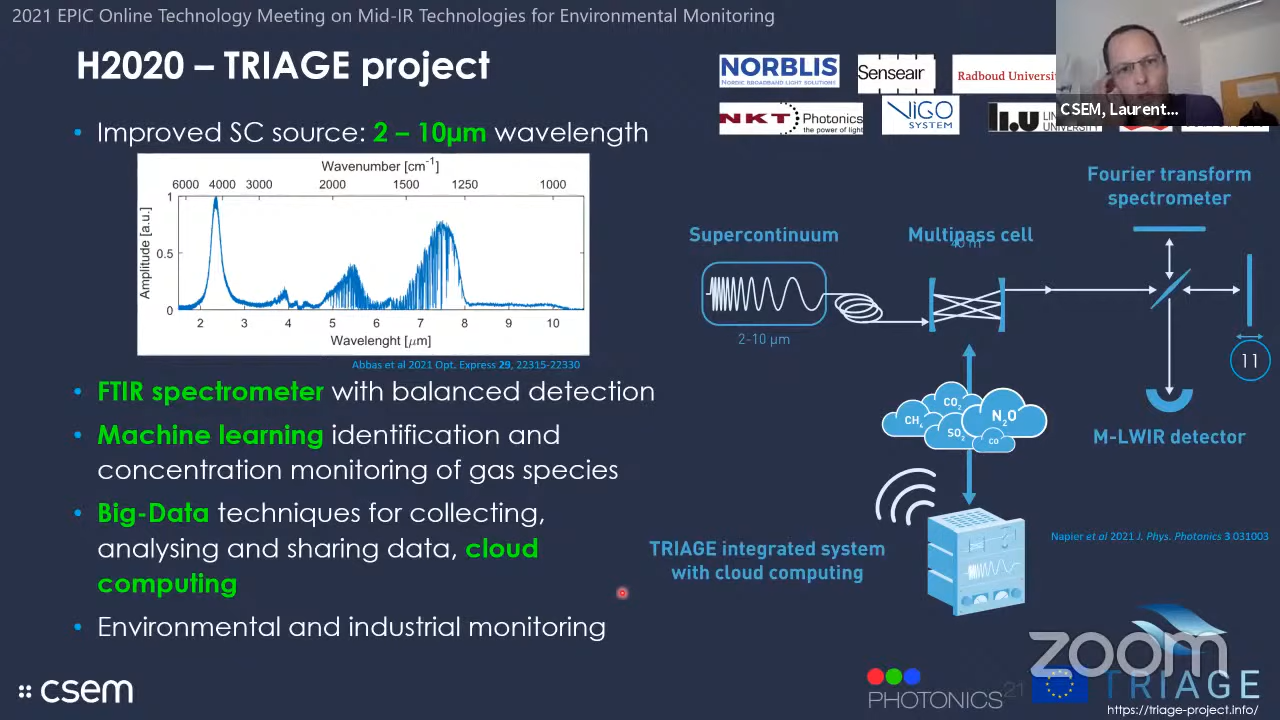 2021 EPIC Online Technology Meeting on Mid-IR Technologies for Environmental Monitoring
H2020 – TRIAGE project
NORBLIS
NORDIC BROADBAND LIGHT SOLUTIONS
Senseair
Radboud
CSEM, Laurent...
NKT Photonics
the power of light
VIGO
SYSTEM
LI.U
UNIVERSITY
• Improved SC source: 2 – 10µm wavelength
Wavenumber [cm-1]
6000 4000 3000 2000 1500 1250 1000
Amplitude [a.u.]
1
0.5
0
2 3 4 5 6 7 8 9 10
Wavelenght [µm]
Abbas et al 2021 Opt. Express 29, 22315-22330
• FTIR spectrometer with balanced detection
• Machine learning identification and
concentration monitoring of gas species
• Big-Data techniques for collecting,
analysing and sharing data, cloud
computing
• Environmental and industrial monitoring
Fourier transform
spectrometer
Supercontinuum
Multipass cell
40 m
2-10 µm
11
CH4
CO2
N2O
SO2
CO
M-LWIR detector
Napier et al 2021 J. Phys. Photonics 3 031003
TRIAGE integrated system
with cloud computing
csem
PHOTONICS21
zoom
TRIAGE
https://triage-project.info/